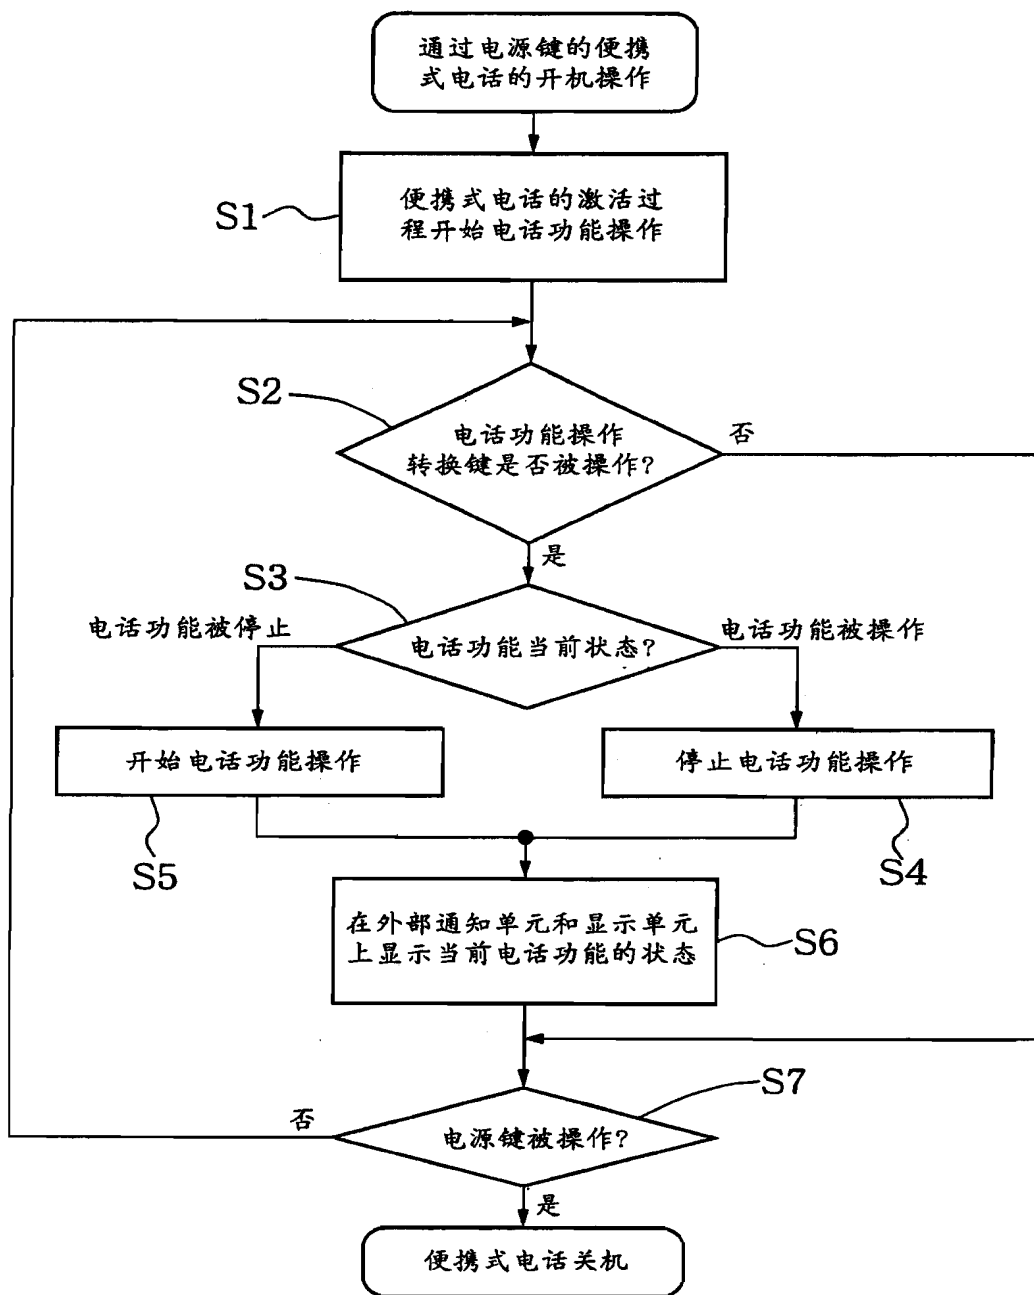 通过电源键的便携
式电话的开机操作
S1
便携式电话的激活过
程开始电话功能操作
S2
电话功能操作
转换键是否被操作?
否
是
S3
电话功能被停止
电话功能当前状态?
电话功能被操作
开始电话功能操作
停止电话功能操作
S5
S4
在外部通知单元和显示单元
上显示当前电话功能的状态
S6
S7
否
电源键被操作?
是
便携式电话关机